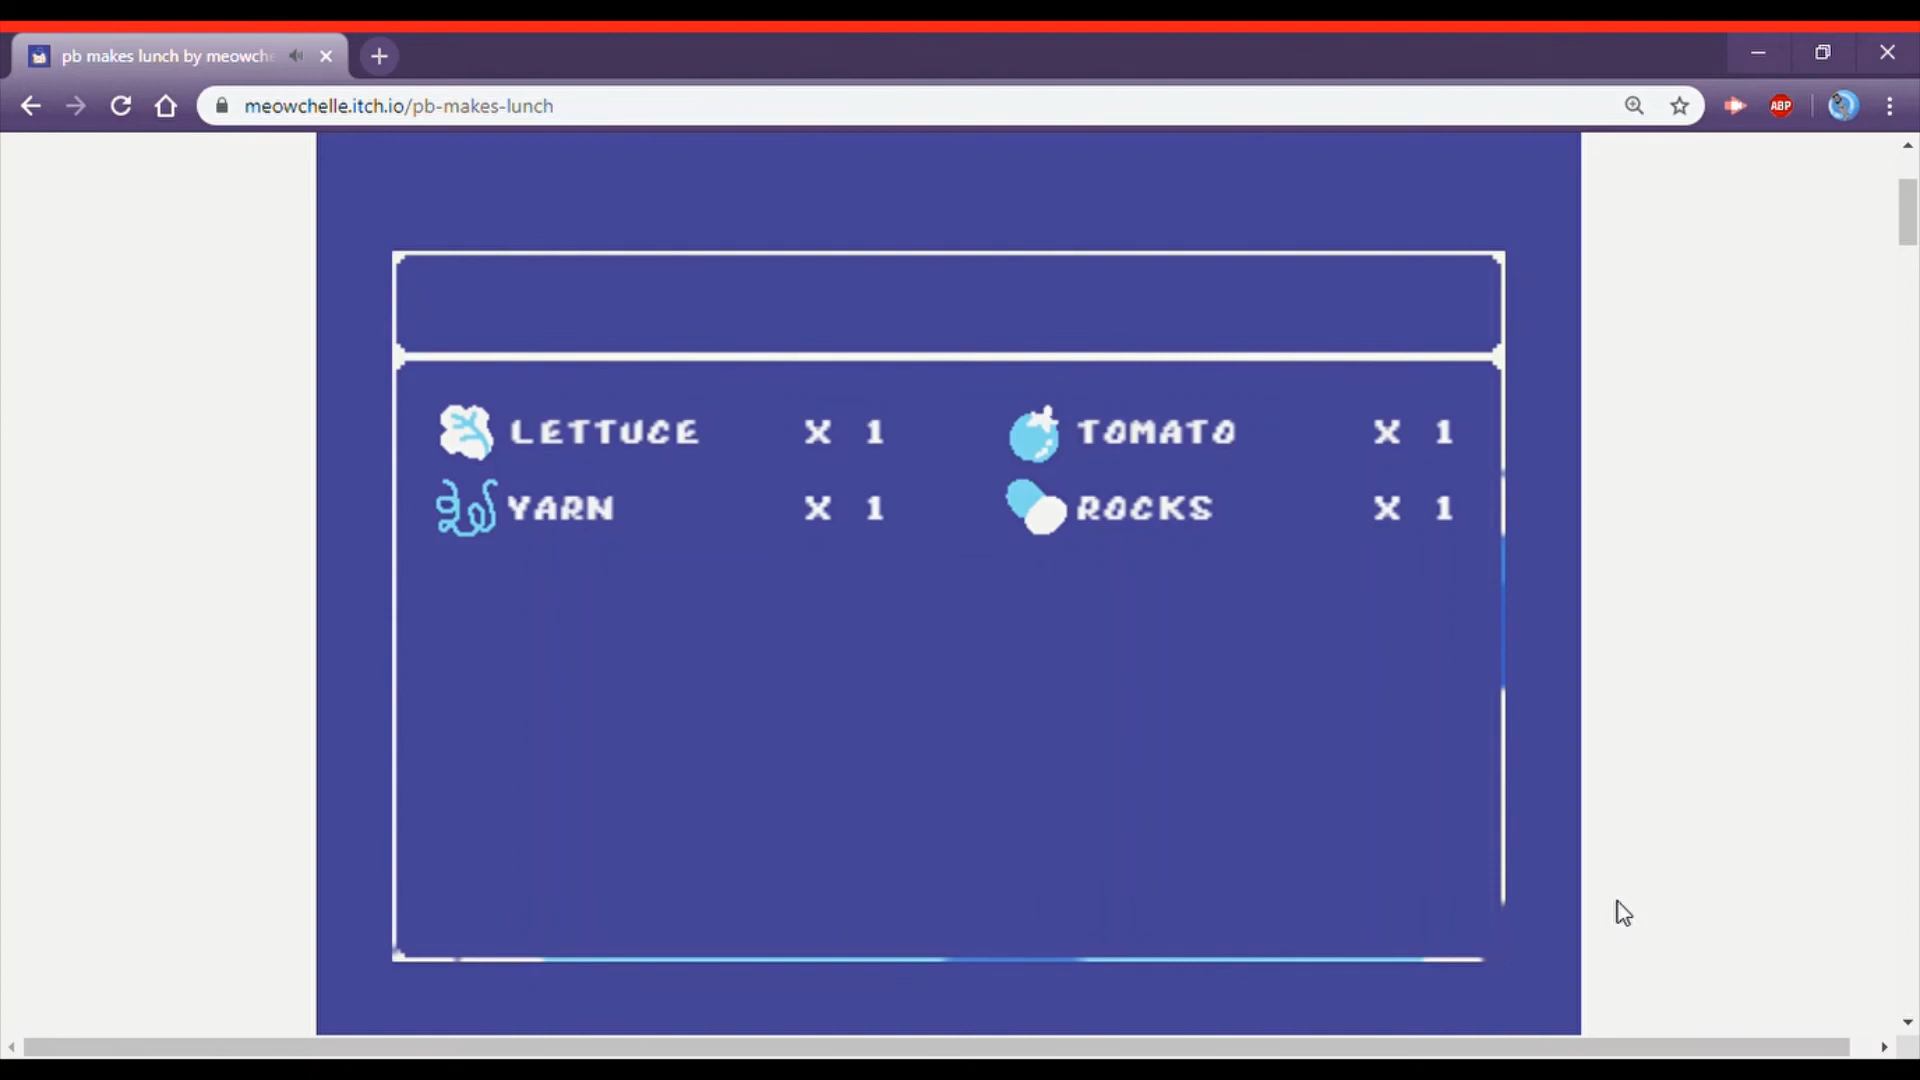 pb makes lunch by meowche
meowchelle.itch.io/pb-makes-lunch
ABP
LETTUCE X 1 TOMATO X 1
YARN X 1 ROCKS X 1